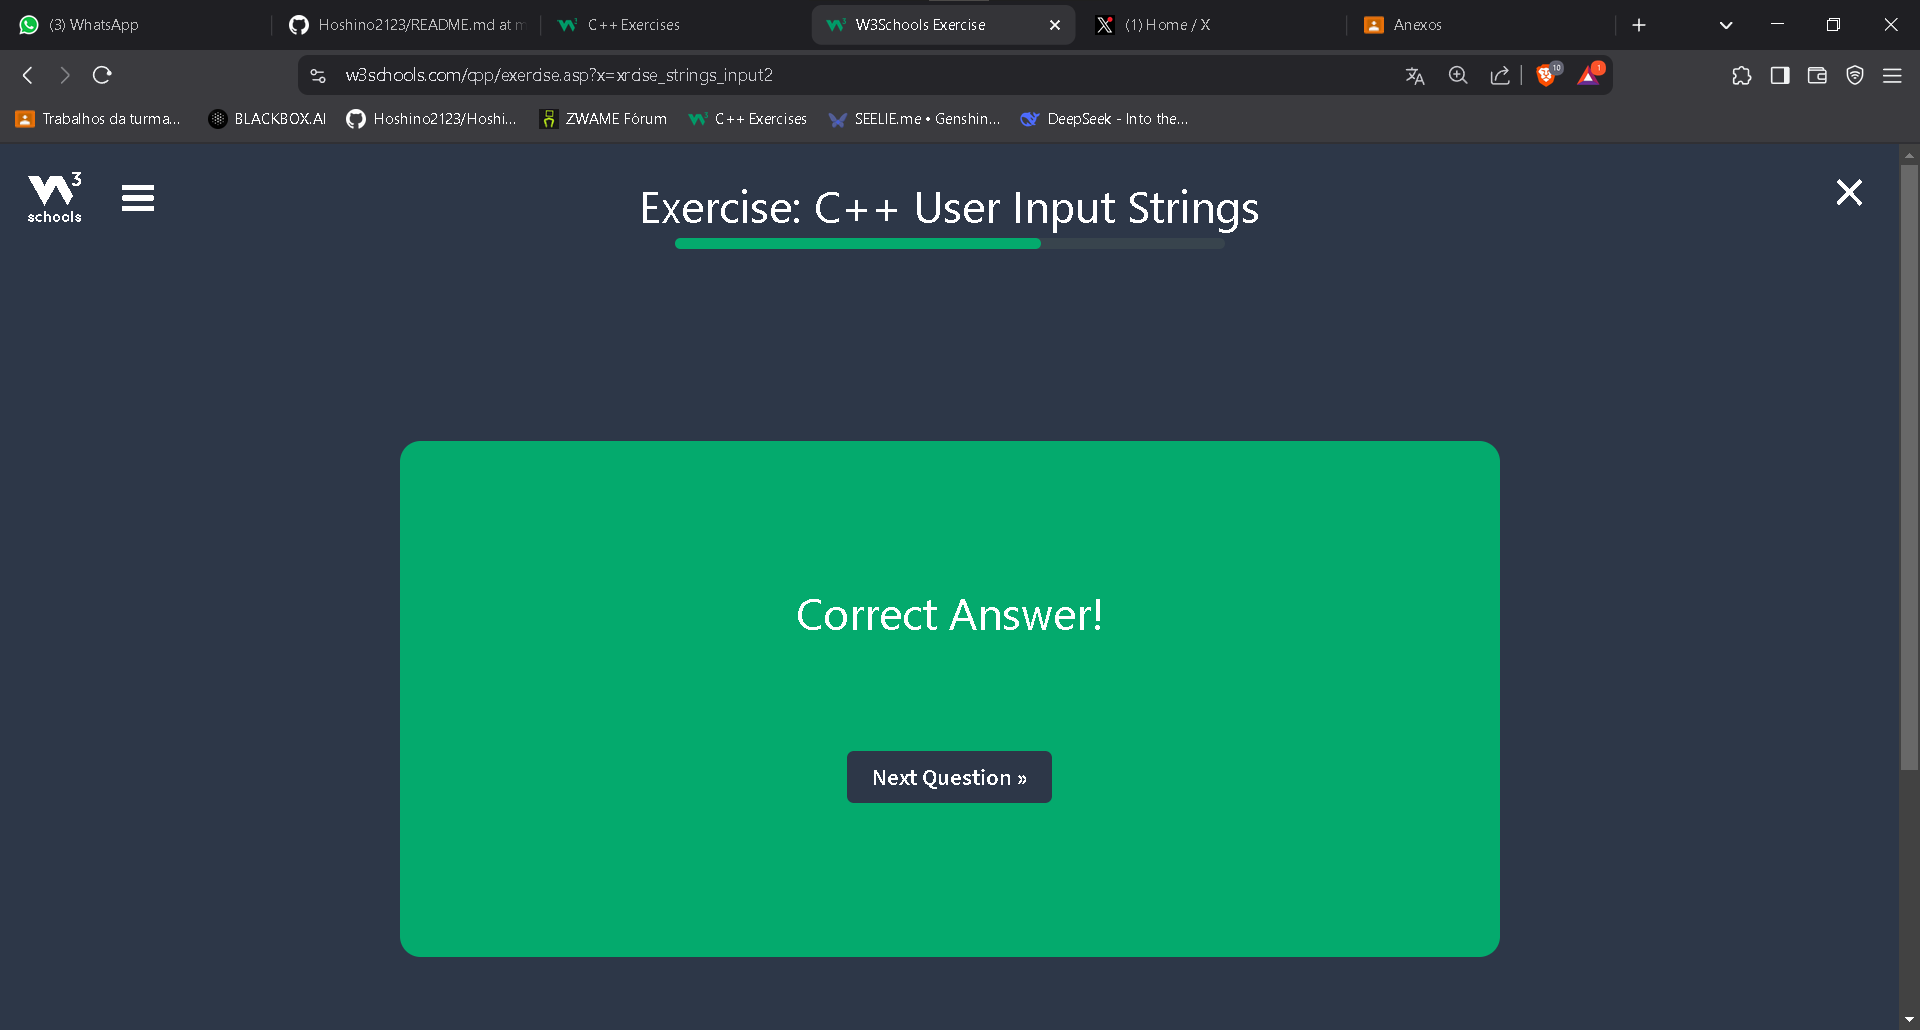 (3) WhatsApp
Hoshino2123/README.md at m
C++ Exercises
W3Schools Exercise
(1) Home / X
Anexos
w3schools.com/cpp/exercise.asp?x=xrcise_strings_input2
10
1
Trabalhos da turma...
BLACKBOX.AI
Hoshino2123/Hoshi...
ZWAME Fórum
C++ Exercises
SEELIE.me • Genshin...
DeepSeek - Into the...
W3
schools
Exercise: C++ User Input Strings
Correct Answer!
Next Question »